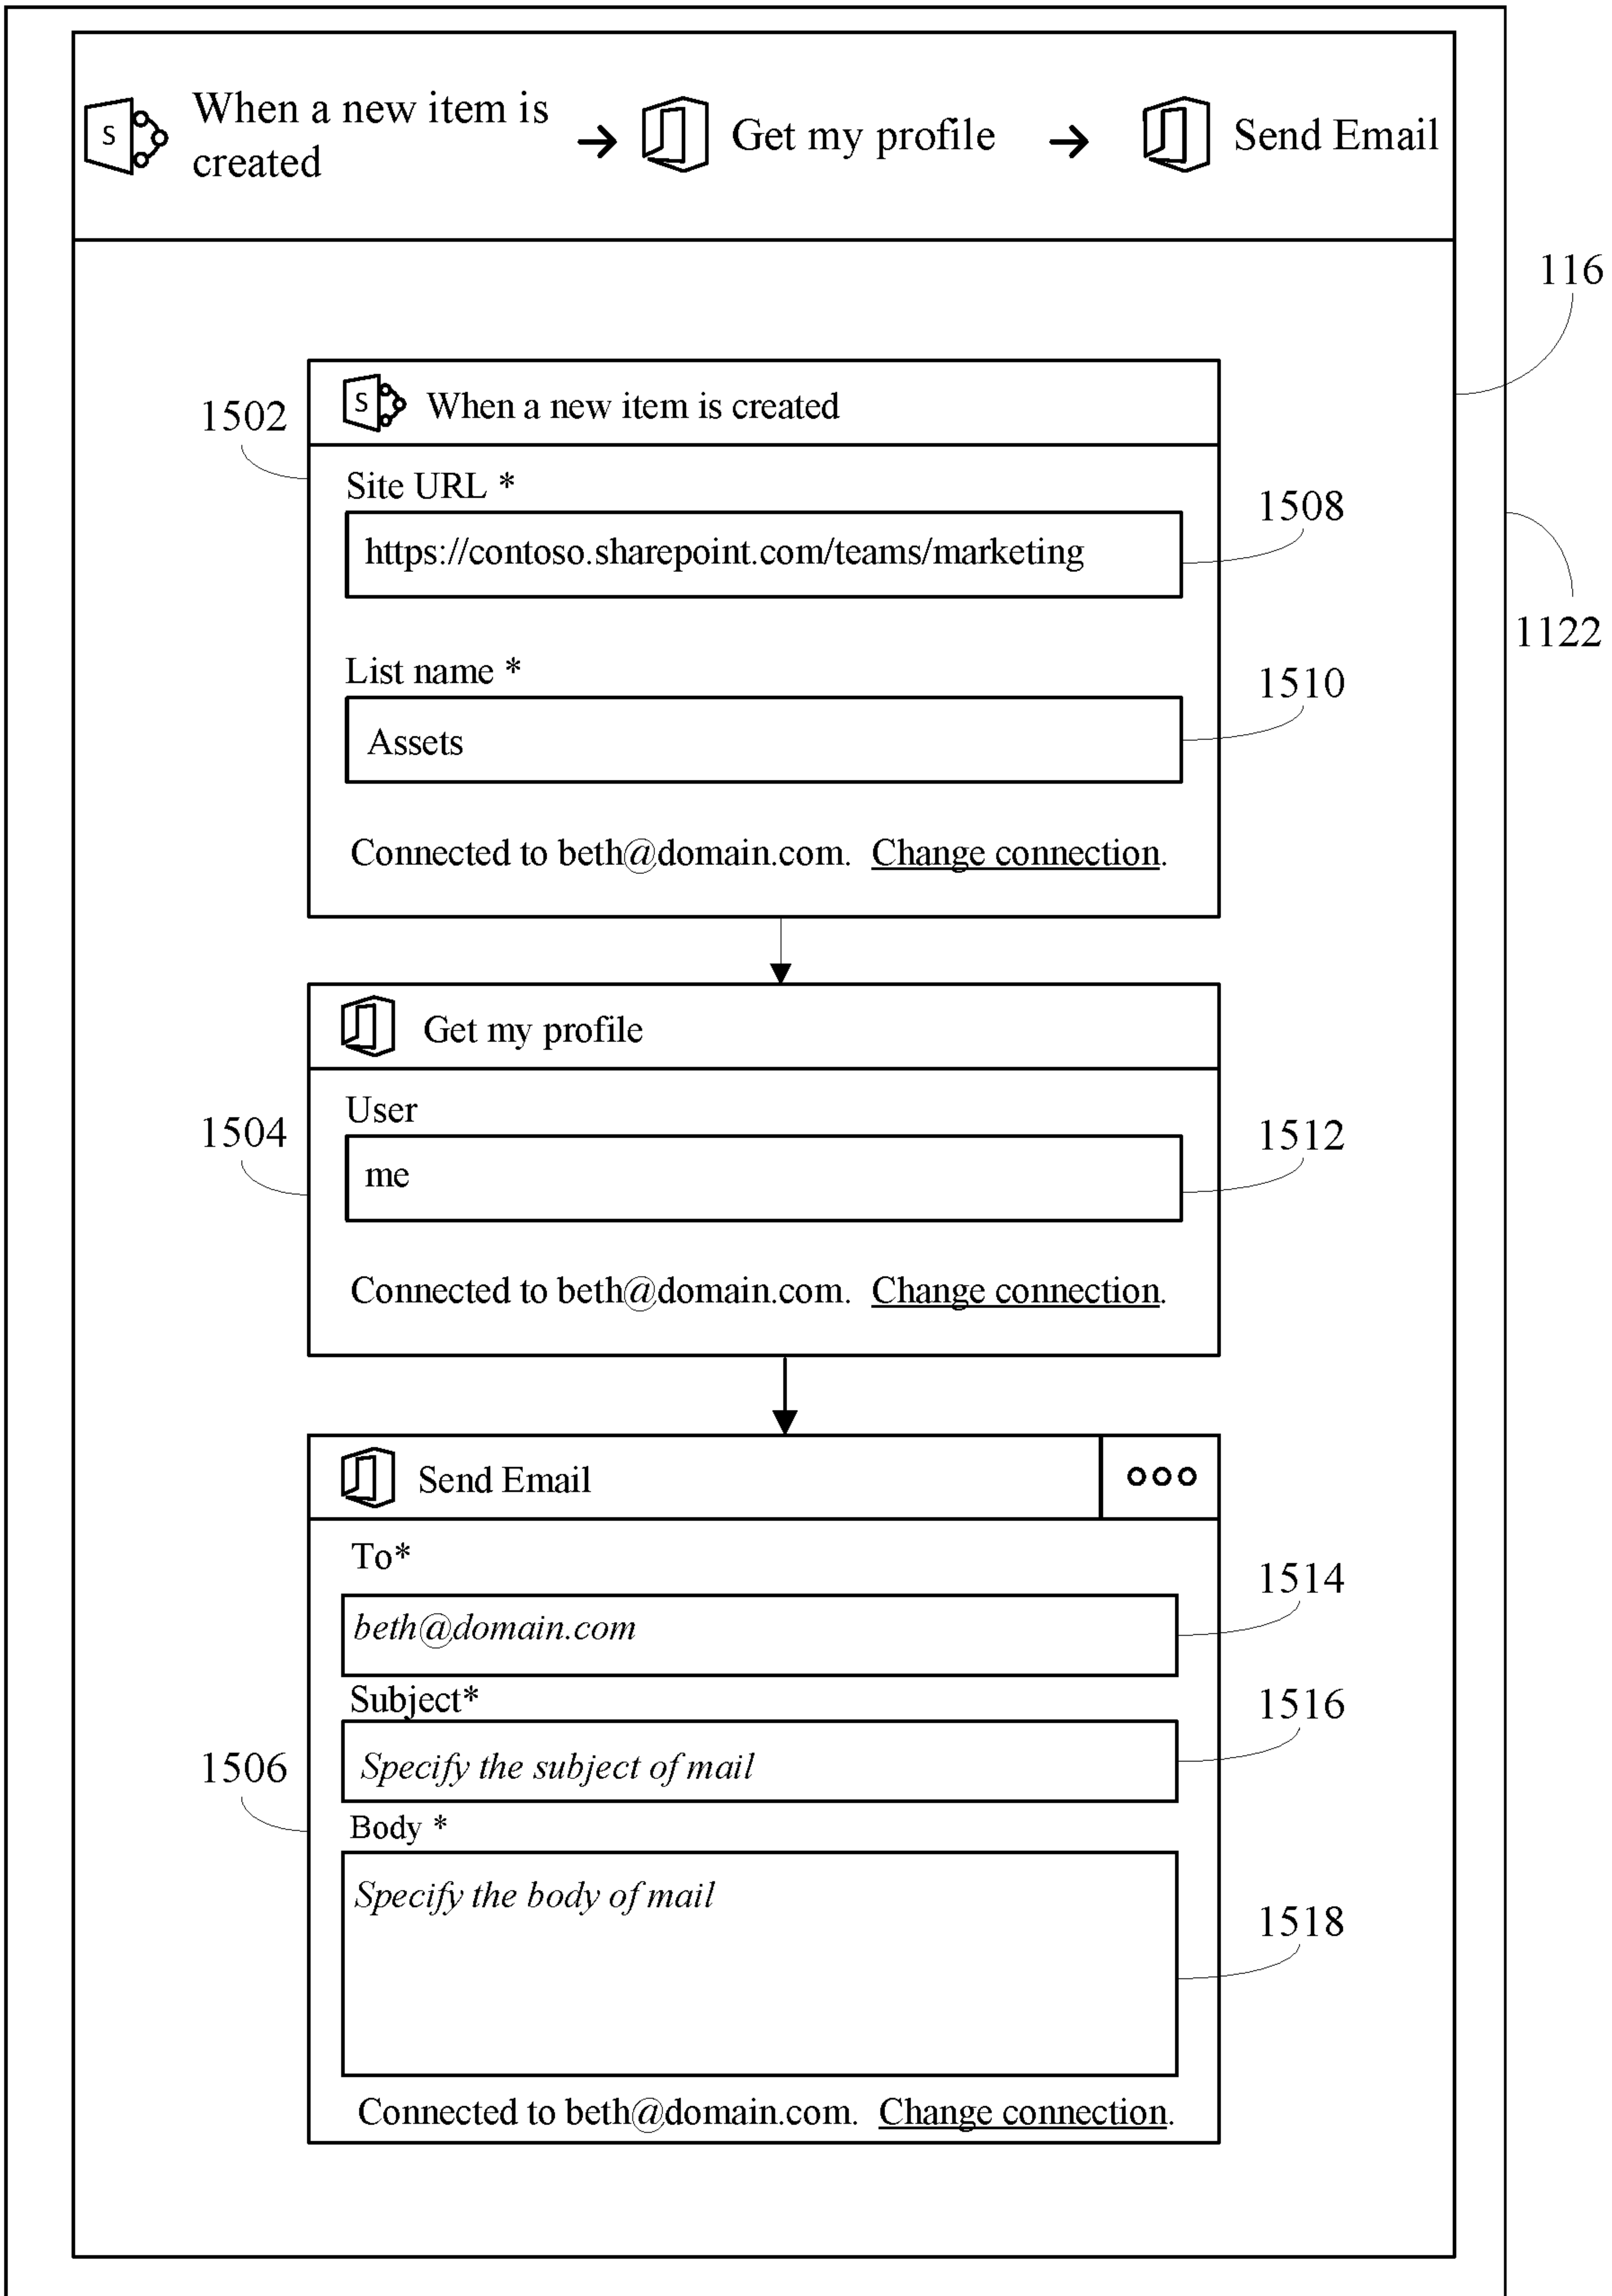 S
When a new item is
created
Get my profile
Send Email
116
S When a new item is created
1502
Site URL *
1508
https://contoso.sharepoint.com/teams/marketing
1122
List name *
1510
Assets
Connected to beth@domain.com. Change connection.
Get my profile
User
1504
1512
me
Connected to beth@domain.com. Change connection.
Send Email
To*
1514
beth@domain.com
Subject*
1516
Specify the subject of mail
1506
Body *
Specify the body of mail
1518
Connected to beth@domain.com. Change connection.